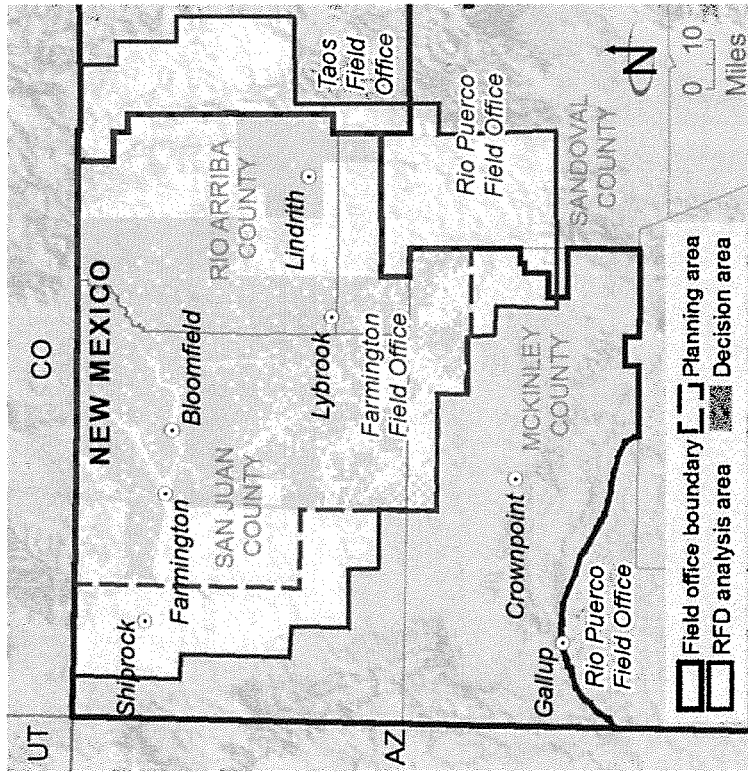 UT
CO
NEW MEXICO
Shiprock
Farmington
Bloomfield
SAN JUAN
COUNTY
RIO ARRIBA
COUNTY
Taos
Field
Office
Lindrith
Lybrook
AZ
Farmington
Field Office
Rio Puerco
Field Office
Crownpoint
MCKINLEY
COUNTY
SANDOVAL
COUNTY
Gallup
Rio Puerco
Field Office
N
0 10
Miles
Field office boundary
Planning area
RFD analysis area
Decision area